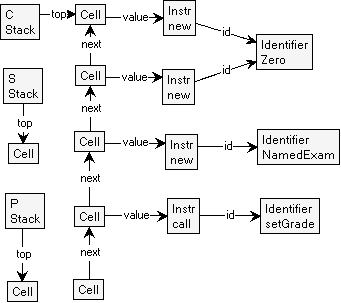 C
Stack
top
Cell
value
Instr
new
id
Identifier
Zero
next
Cell
value
Instr
new
id
S
Stack
top
Cell
next
Cell
value
Instr
new
id
Identifier
NamedExam
next
P
Stack
top
Cell
Cell
value
Instr
call
id
Identifier
setGrade
next
Cell